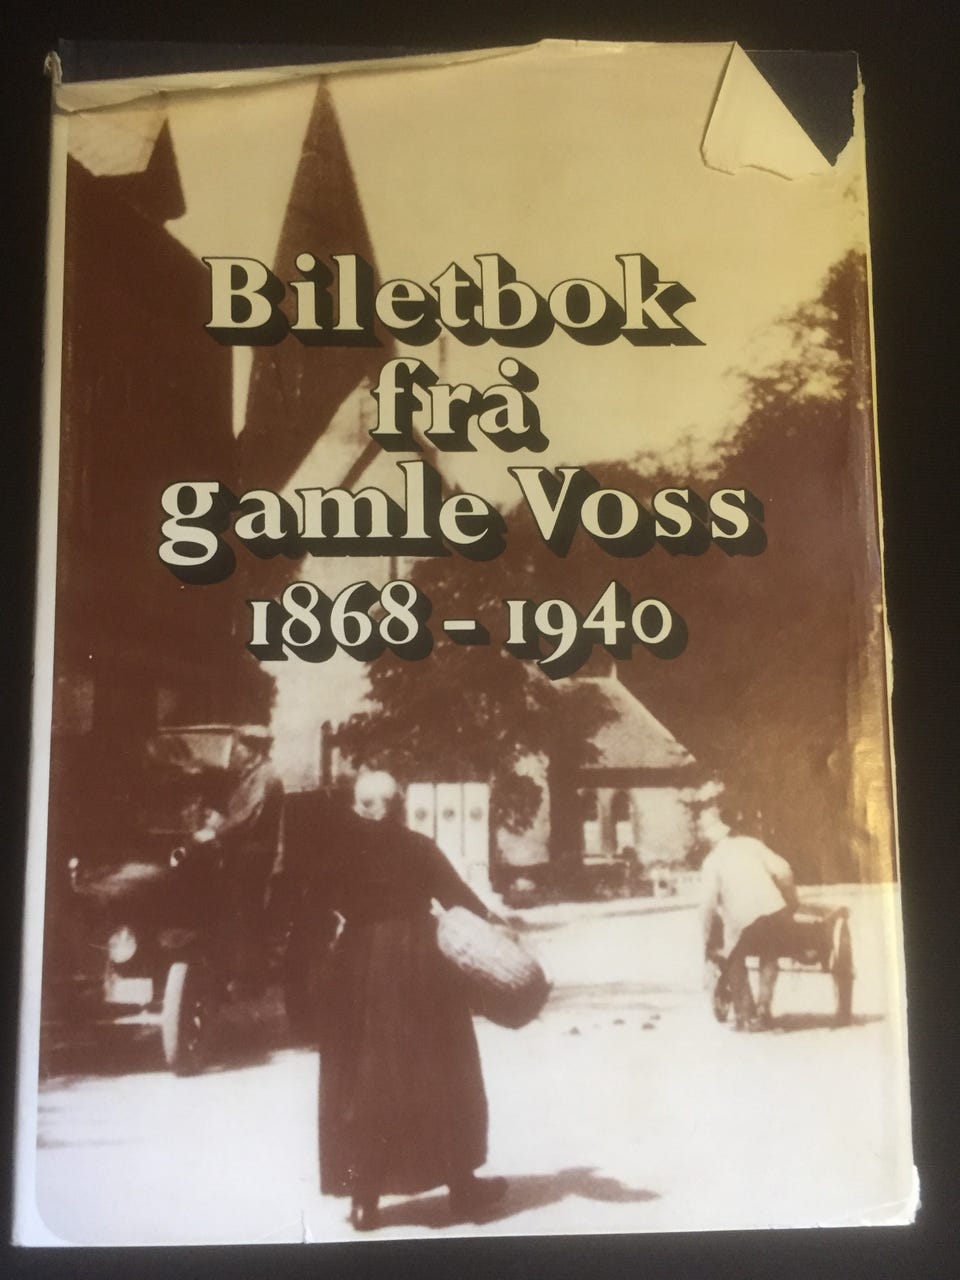 Biletbok
frå
gamle Voss
1868 – 1940